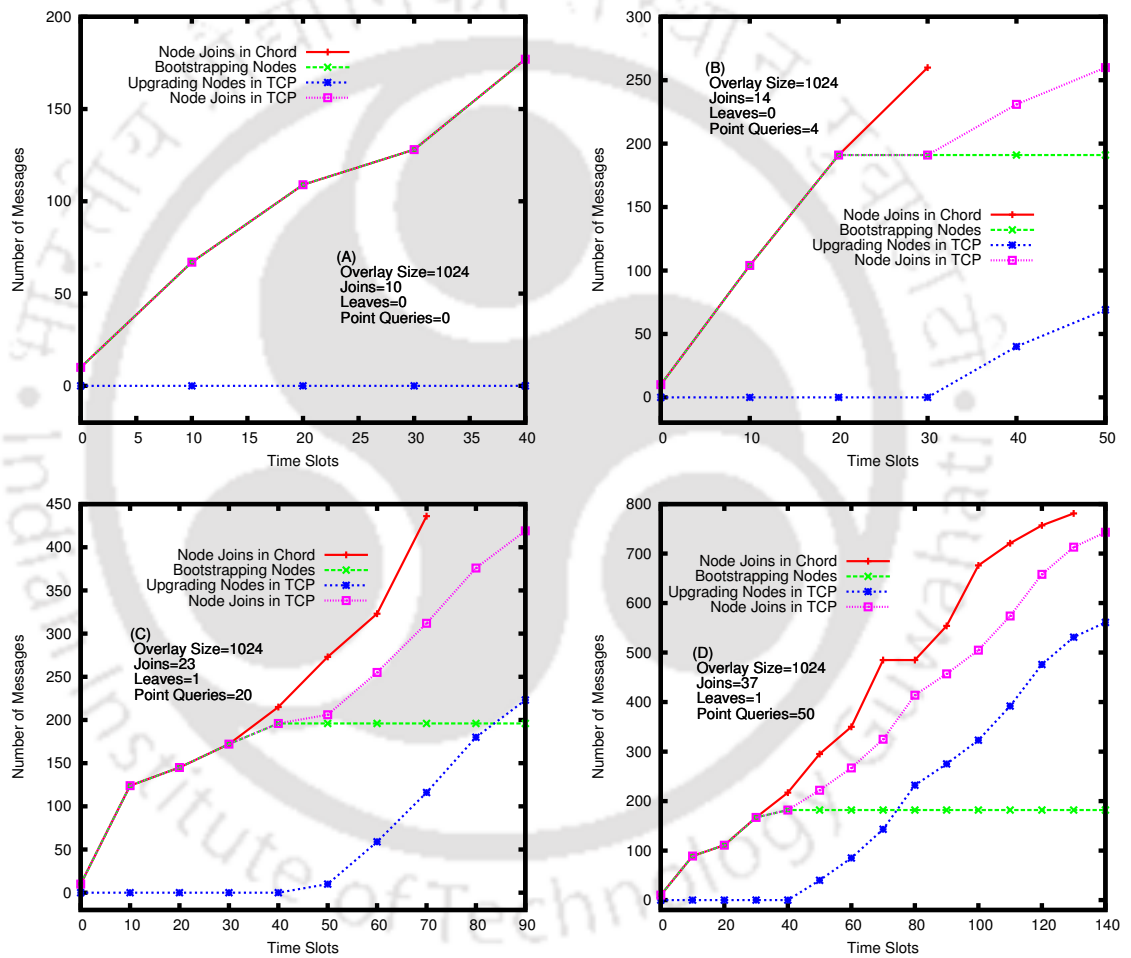 200
150
100
50
0
Number of Messages
Node Joins in Chord
Bootstrapping Nodes
Upgrading Nodes in TCP
Node Joins in TCP
(A)
Overlay Size=1024
Joins=10
Leaves=0
Point Queries=0
0 5 10 15 20 25 30 35 40
Time Slots
300
250
200
150
100
50
0
Number of Messages
(B)
Overlay Size=1024
Joins=14
Leaves=0
Point Queries=4
Node Joins in Chord
Bootstrapping Nodes
Upgrading Nodes in TCP
Node Joins in TCP
0 10 20 30 40 50
Time Slots
450
400
350
300
250
200
150
100
50
0
Number of Messages
Node Joins in Chord
Bootstrapping Nodes
Upgrading Nodes in TCP
Node Joins in TCP
(C)
Overlay Size=1024
Joins=23
Leaves=1
Point Queries=20
0 10 20 30 40 50 60 70 80 90
Time Slots
800
700
600
500
400
300
200
100
0
Number of Messages
Node Joins in Chord
Bootstrapping Nodes
Upgrading Nodes in TCP
Node Joins in TCP
(D)
Overlay Size=1024
Joins=37
Leaves=1
Point Queries=50
0 20 40 60 80 100 120 140
Time Slots
Indian Institute of Technology Guwahati